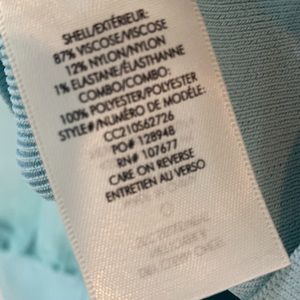 SHELL/EXTÉRIEUR:
87% VISCOSE/VISCOSE
12% NYLON/NYLON
1% ELASTANE/ÉLASTHANNE
COMBO/COMBO:
100% POLYESTER/POLYESTER
STYLE#/NUMÉRO DE MODÈLE:
CC210S62726
PO# 128948
RN# 107677
CARE ON REVERSE
ENTRETIEN AU VERSO